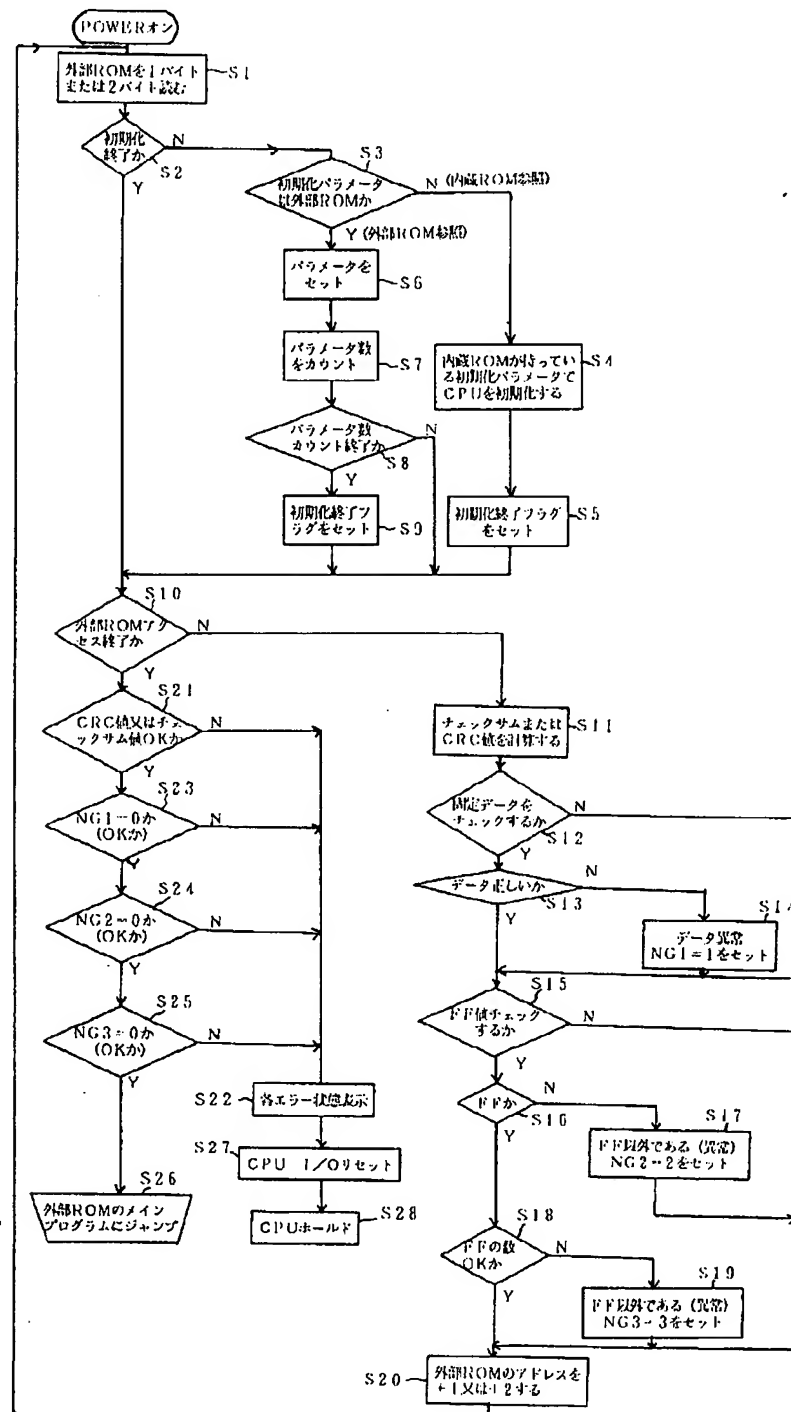 POWERオン
外部ROMを1バイト
または2バイト読む
S1
初期化
終了か
N
S2
Y
S3
初期化パラメータ
は外部ROMか
N (内蔵ROM参照)
Y (外部ROM参照)
パラメータを
セット
S6
パラメータ数
をカウント
S7
内蔵ROMが持ってい
る初期化パラメータで
CPUを初期化する
S4
パラメータ数
カウント終了か
N
S8
Y
初期化終了フ
ラグをセット
S9
初期化終了フラグ
をセット
S5
S10
外部ROMアク
セス終了か
N
Y
S21
CRC値又はチェ
ックサム値OKか
N
Y
S23
NG1=0か
(OKか)
N
Y
S24
NG2=0か
(OKか)
N
Y
S25
NG3=0か
(OKか)
N
Y
S22
各エラー状態表示
S27
CPU I/Oリセット
S28
CPUホールド
S26
外部ROMのメイン
プログラムにジャンプ
チェックサムまたは
CRC値を計算する
S11
固定データを
チェックするか
N
S12
Y
データ正しいか
N
S13
Y
S14
データ異常
NG1=1をセット
S15
FF値チェック
するか
N
Y
FFか
N
S16
Y
S17
FF以外である (異常)
NG2=2をセット
S18
FFの数
OKか
N
Y
S19
FF以外である (異常)
NG3=3をセット
S20
外部ROMのアドレスを
+1又は+2する